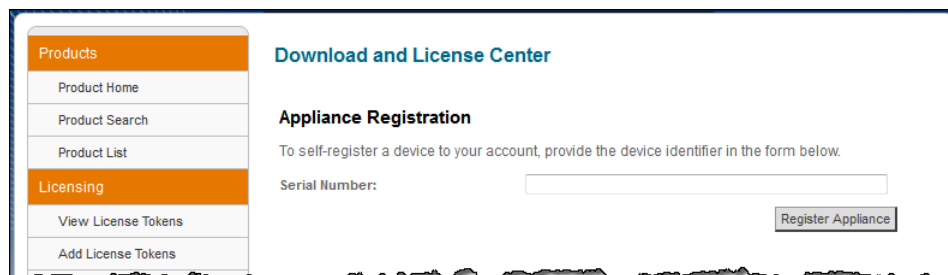 Products
Product Home
Product Search
Product List
Licensing
View License Tokens
Add License Tokens
Download and License Center
Appliance Registration
To self-register a device to your account, provide the device identifier in the form below.
Serial Number:
Register Appliance